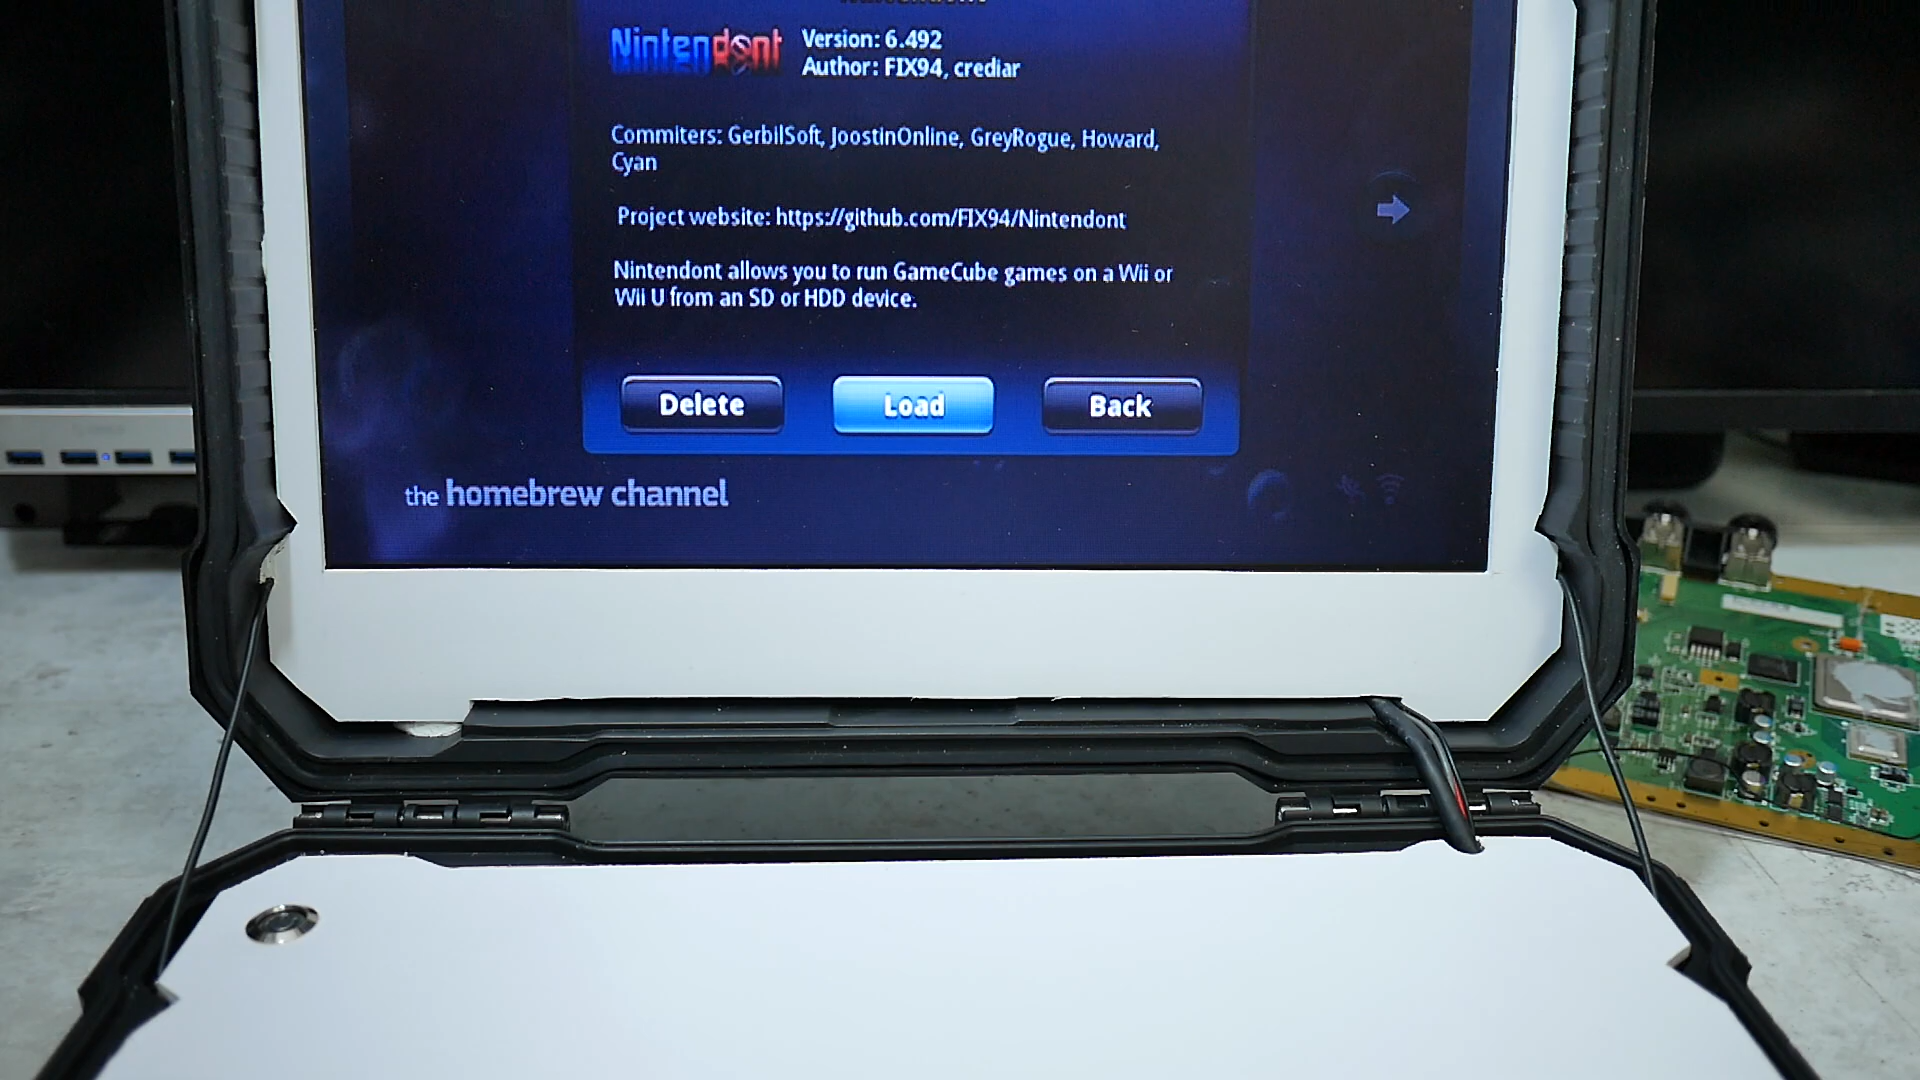 Nintendont
Version: 6.492
Author: FIX94, crediar
Commiters: GerbilSoft, JoostinOnline, GreyRogue, Howard,
Cyan
Project website: https://github.com/FIX94/Nintendont
Nintendont allows you to run GameCube games on a Wii or
Wii U from an SD or HDD device.
Delete
Load
Back
the homebrew channel